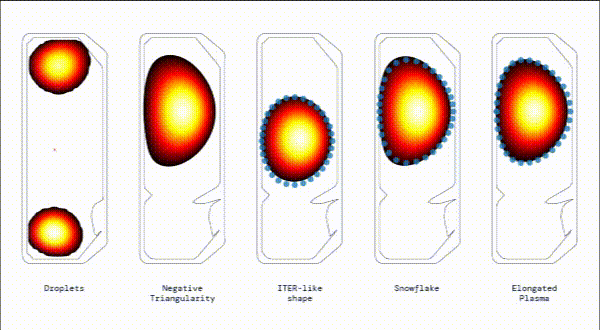 Droplets
Negative
Triangularity
ITER-like
shape
Snowflake
Elongated
Plasma